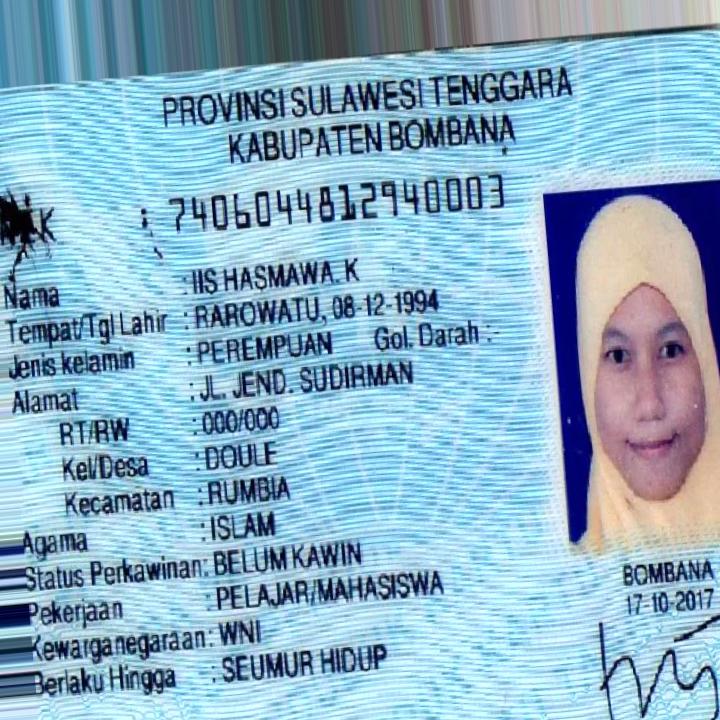 PROVINSI SULAWESI TENGGARA
KABUPATEN BOMBANA
K : 7406044812940003
Nama : IIS HASMAWA. K
Tempat/Tgl Lahir : RAROWATU, 08-12-1994
Jenis kelamin : PEREMPUAN Gol. Darah :-
Alamat : JL. JEND. SUDIRMAN
RT/RW : 000/000
Kel/Desa : DOULE
Kecamatan : RUMBIA
Agama : ISLAM
Status Perkawinan: BELUM KAWIN
Pekerjaan : PELAJAR/MAHASISWA
Kewarganegaraan: WNI
Berlaku Hingga : SEUMUR HIDUP
BOMBANA
17-10-2017